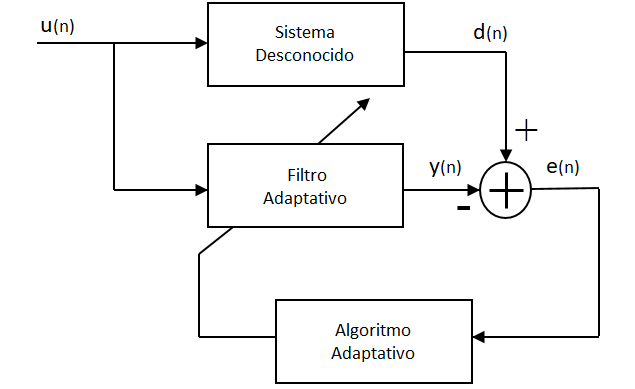 u(n)
Sistema
Desconocido
d(n)
+
Filtro
Adaptativo
y(n)
-
+
e(n)
Algoritmo
Adaptativo